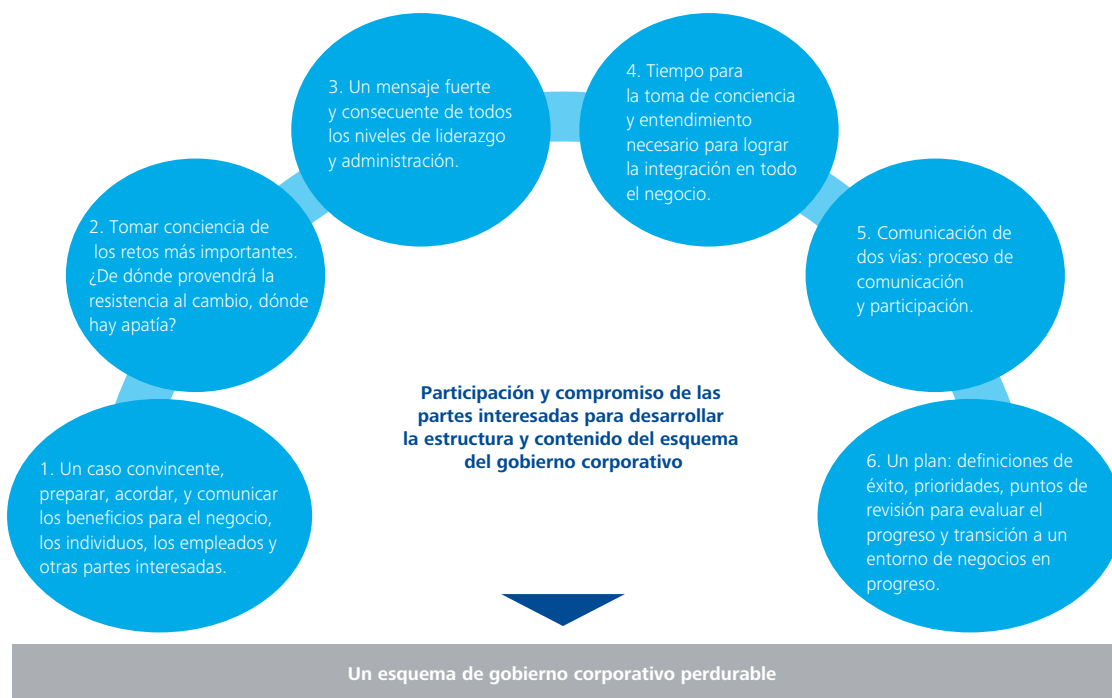 1. Un caso convincente,
preparar, acordar, y comunicar
los beneficios para el negocio,
los individuos, los empleados y
otras partes interesadas.
2. Tomar conciencia de
los retos más importantes.
¿De dónde provendrá la
resistencia al cambio, dónde
hay apatía?
3. Un mensaje fuerte
y consecuente de todos
los niveles de liderazgo
y administración.
4. Tiempo para
la toma de conciencia
y entendimiento
necesario para lograr
la integración en todo
el negocio.
5. Comunicación de
dos vías: proceso de
comunicación
y participación.
6. Un plan: definiciones de
éxito, prioridades, puntos de
revisión para evaluar el
progreso y transición a un
entorno de negocios en
progreso.
Participación y compromiso de las
partes interesadas para desarrollar
la estructura y contenido del esquema
del gobierno corporativo
Un esquema de gobierno corporativo perdurable